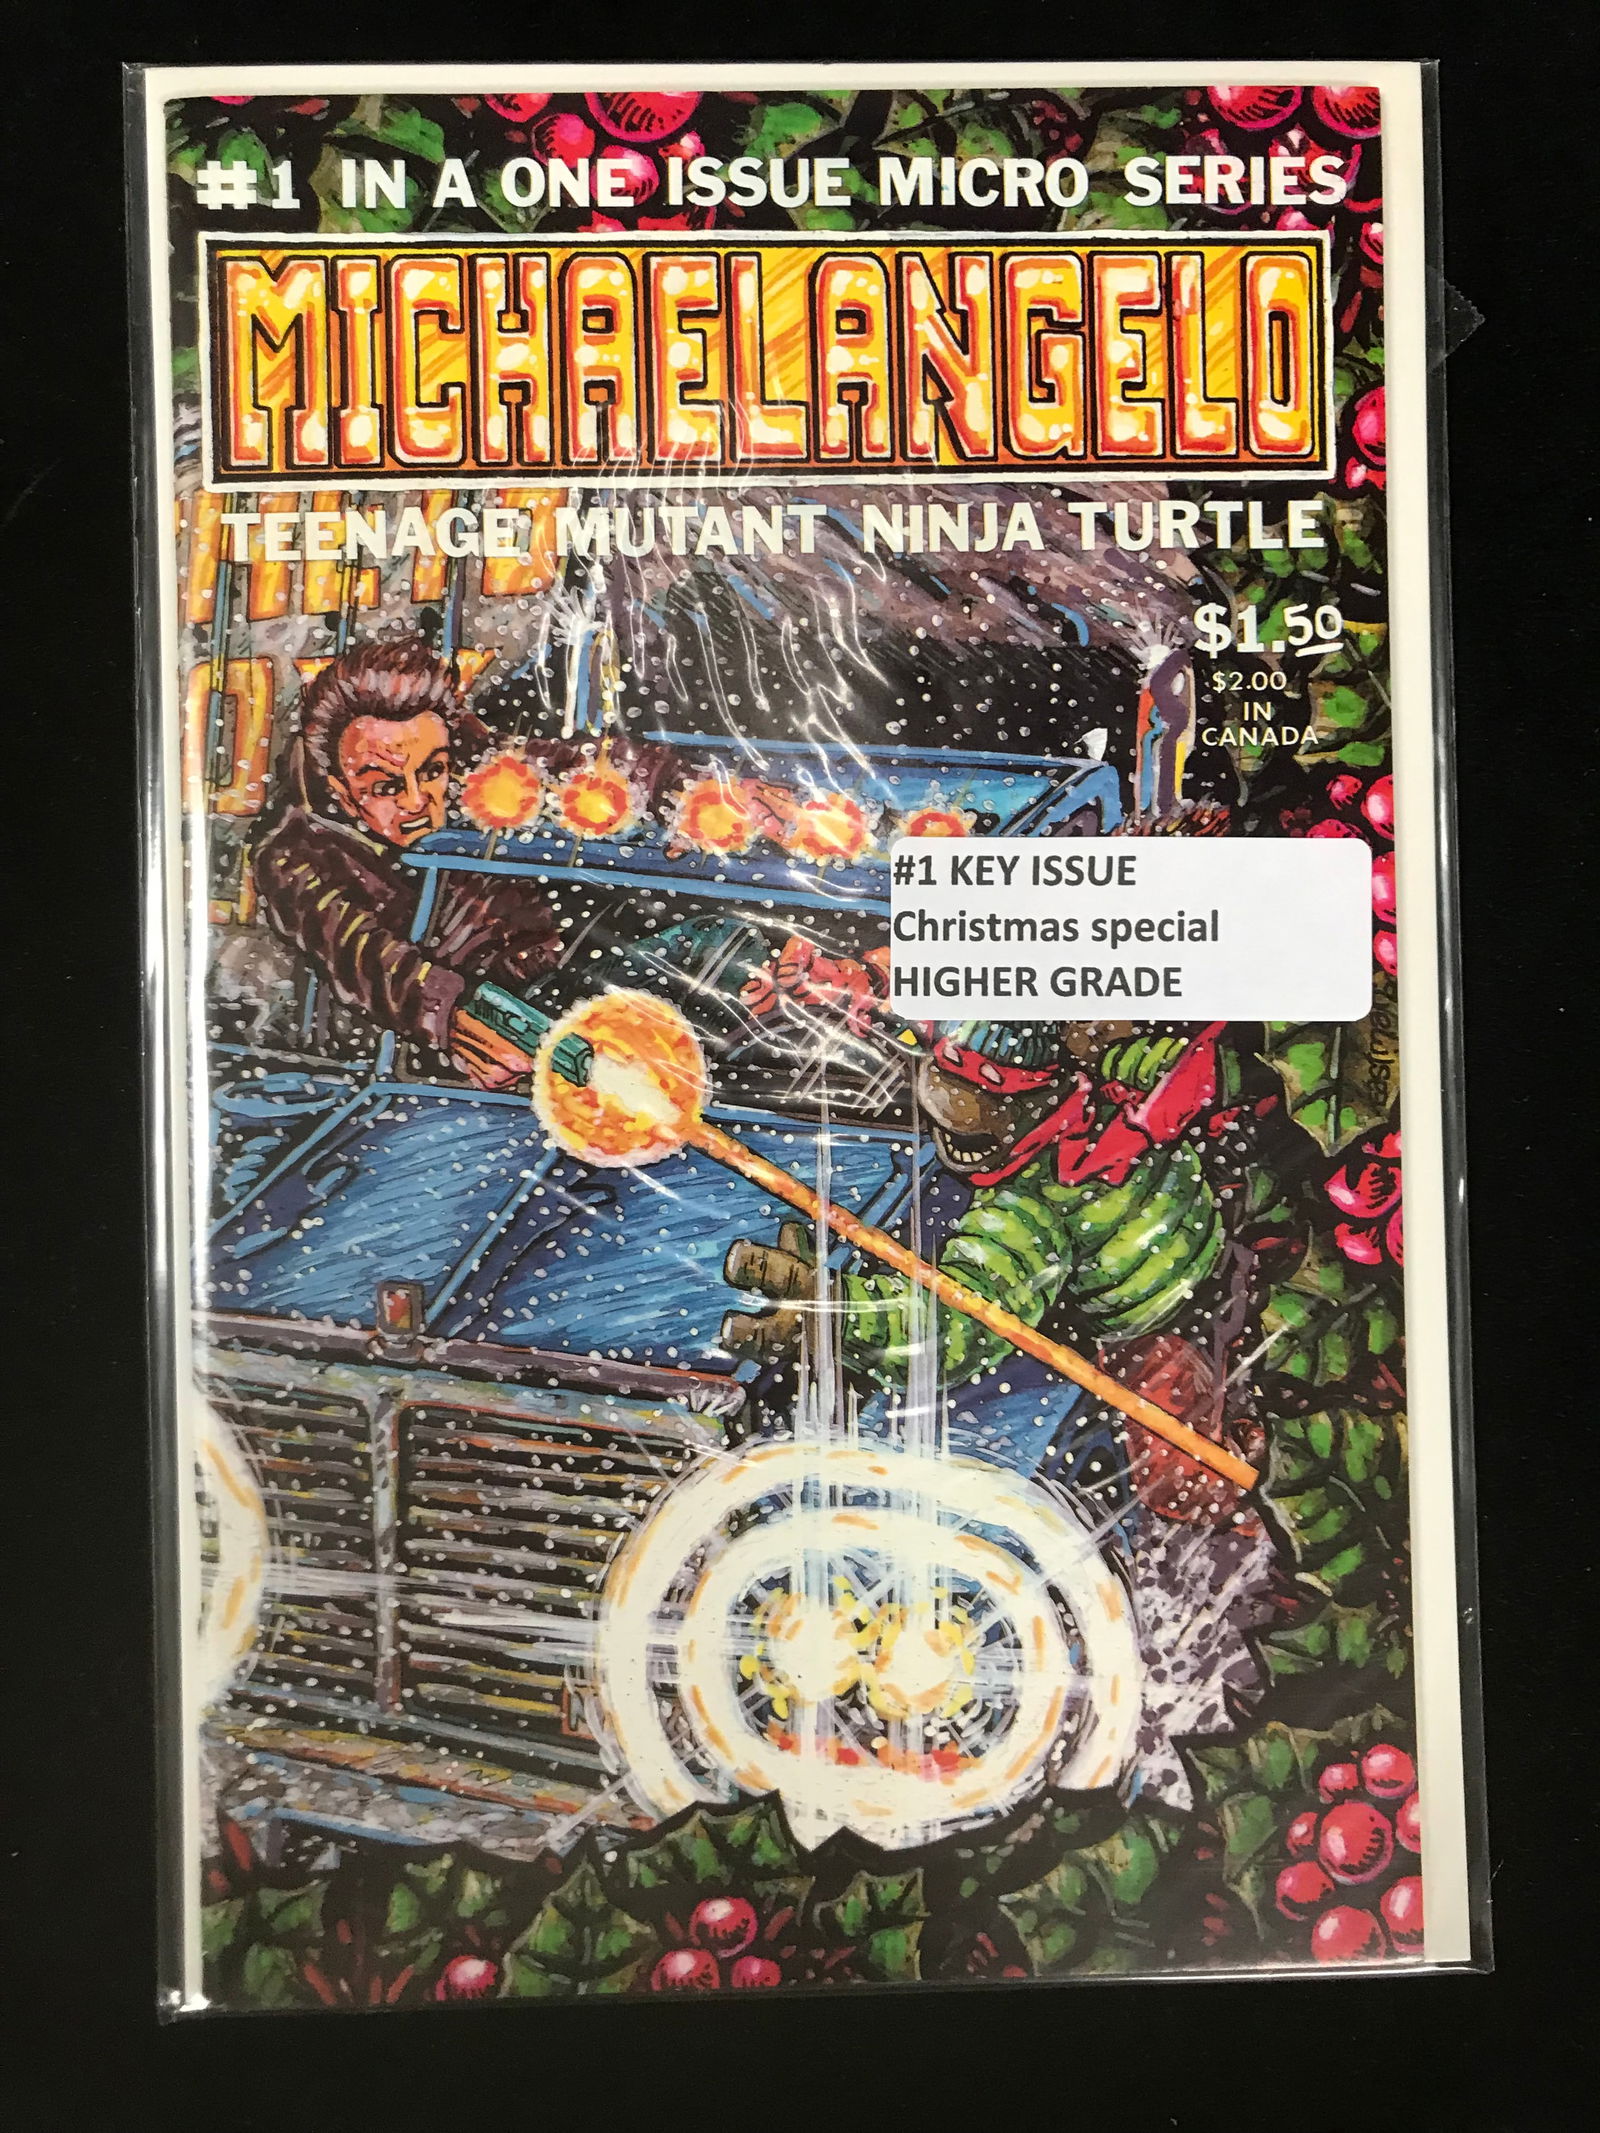 #1 IN A ONE ISSUE MICRO SERIES
MICHAELANGELO
TEENAGE MUTANT NINJA TURTLE
$1.50
$2.00
IN
CANADA
#1 KEY ISSUE
Christmas special
HIGHER GRADE